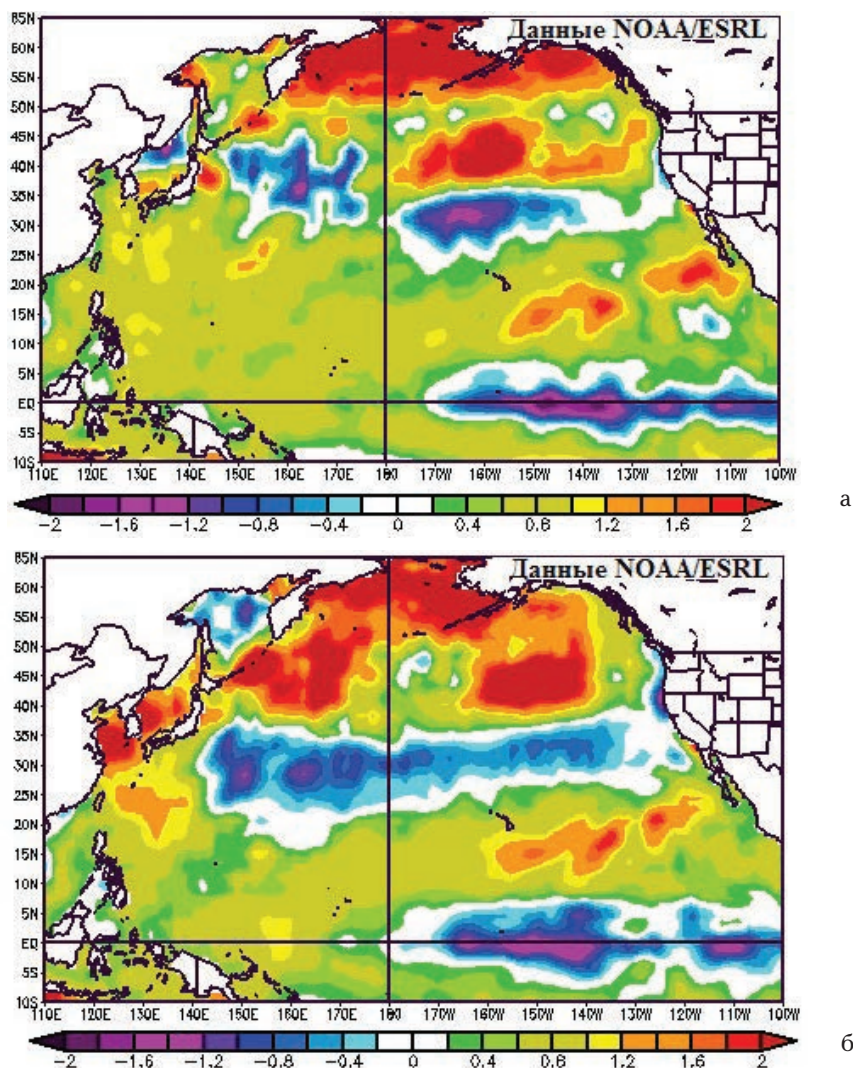 Данные NOAA/ESRL
65N
60N
55N
50N
45N
40N
35N
30N
25N
20N
15N
10N
5N
EQ
5S
10S
110E 120E 130E 140E 150E 160E 170E 180 170W 160W 150W 140W 130W 120W 110W 100W
-2 -1.6 -1.2 -0.8 -0.4 0 0.4 0.8 1.2 1.6 2
а
Данные NOAA/ESRL
65N
60N
55N
50N
45N
40N
35N
30N
25N
20N
15N
10N
5N
EQ
5S
10S
110E 120E 130E 140E 150E 160E 170E 180 170W 160W 150W 140W 130W 120W 110W 100W
-2 -1.6 -1.2 -0.8 -0.4 0 0.4 0.8 1.2 1.6 2
б